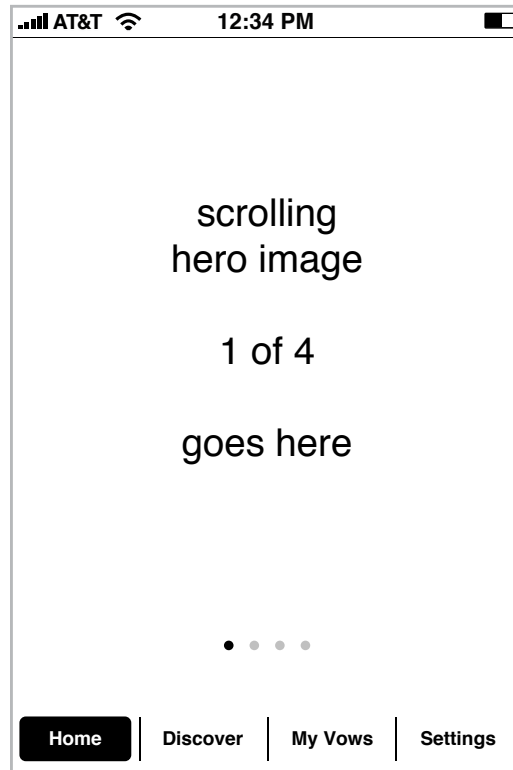 AT&T 12:34 PM
scrolling
hero image
1 of 4
goes here
Home Discover My Vows Settings